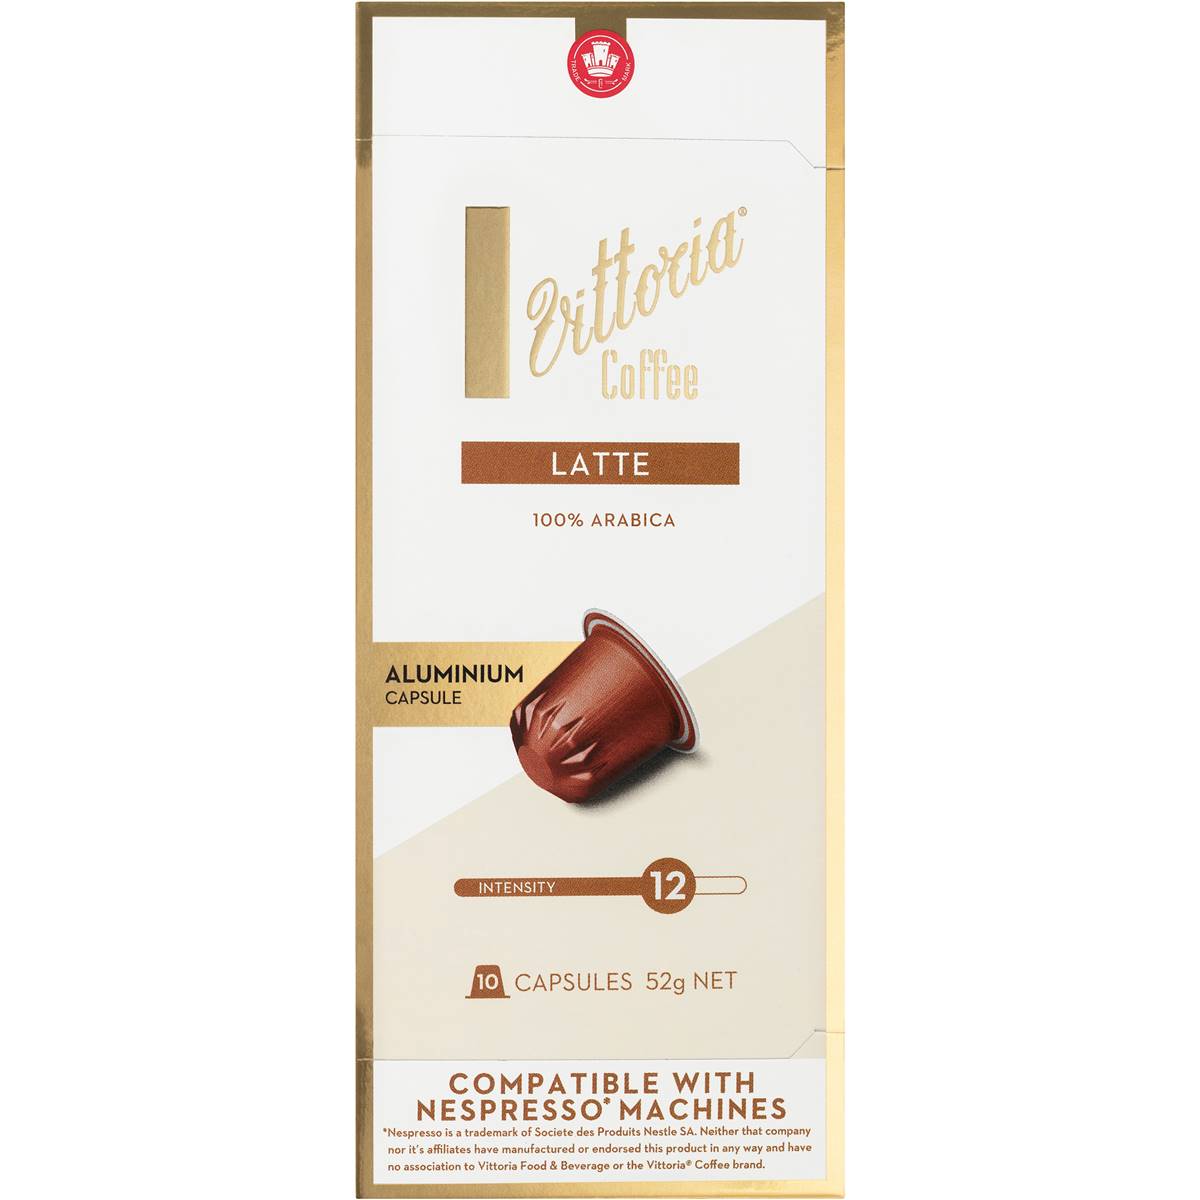 TRADE MARK
Vittoria®
Coffee
LATTE
100% ARABICA
ALUMINIUM
CAPSULE
INTENSITY 12
10 CAPSULES 52g NET
COMPATIBLE WITH
NESPRESSO* MACHINES
*Nespresso is a trademark of Societe des Produits Nestle SA. Neither that company
nor it's affiliates have manufactured or endorsed this product in any way and have
no association to Vittoria Food & Beverage or the Vittoria® Coffee brand.